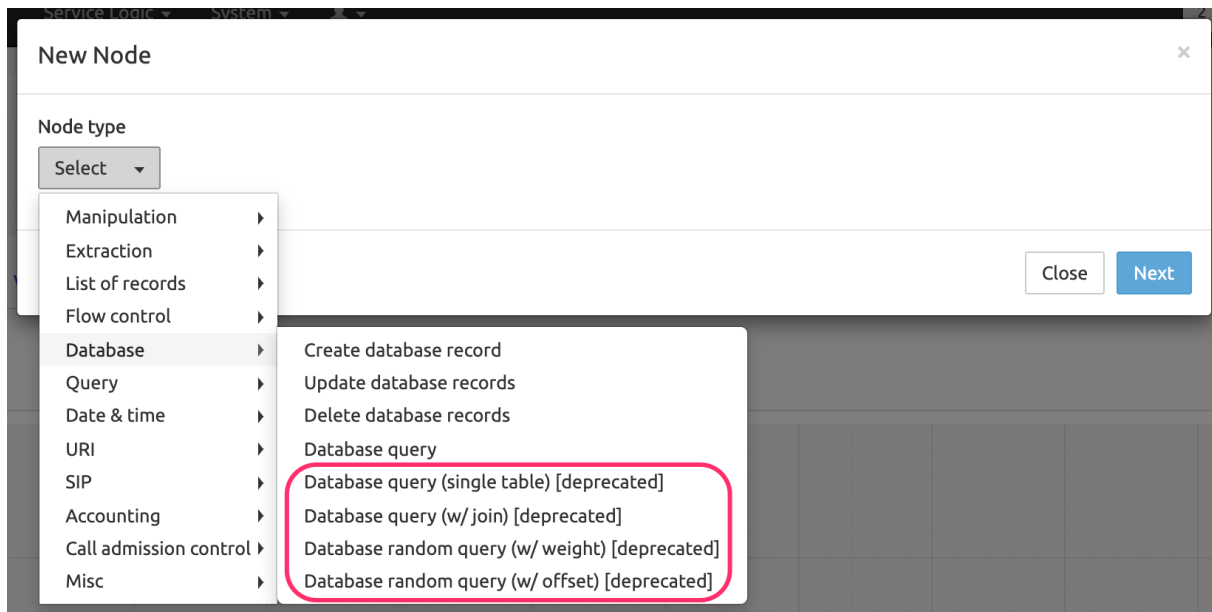 Service Logic System
2
New Node
×
Node type
Select
Manipulation
Extraction
List of records
Flow control
Close Next
Database
Create database record
Query
Update database records
Date & time
Delete database records
URI
Database query
SIP
Database query (single table) [deprecated]
Accounting
Database query (w/ join) [deprecated]
Call admission control
Database random query (w/ weight) [deprecated]
Misc
Database random query (w/ offset) [deprecated]